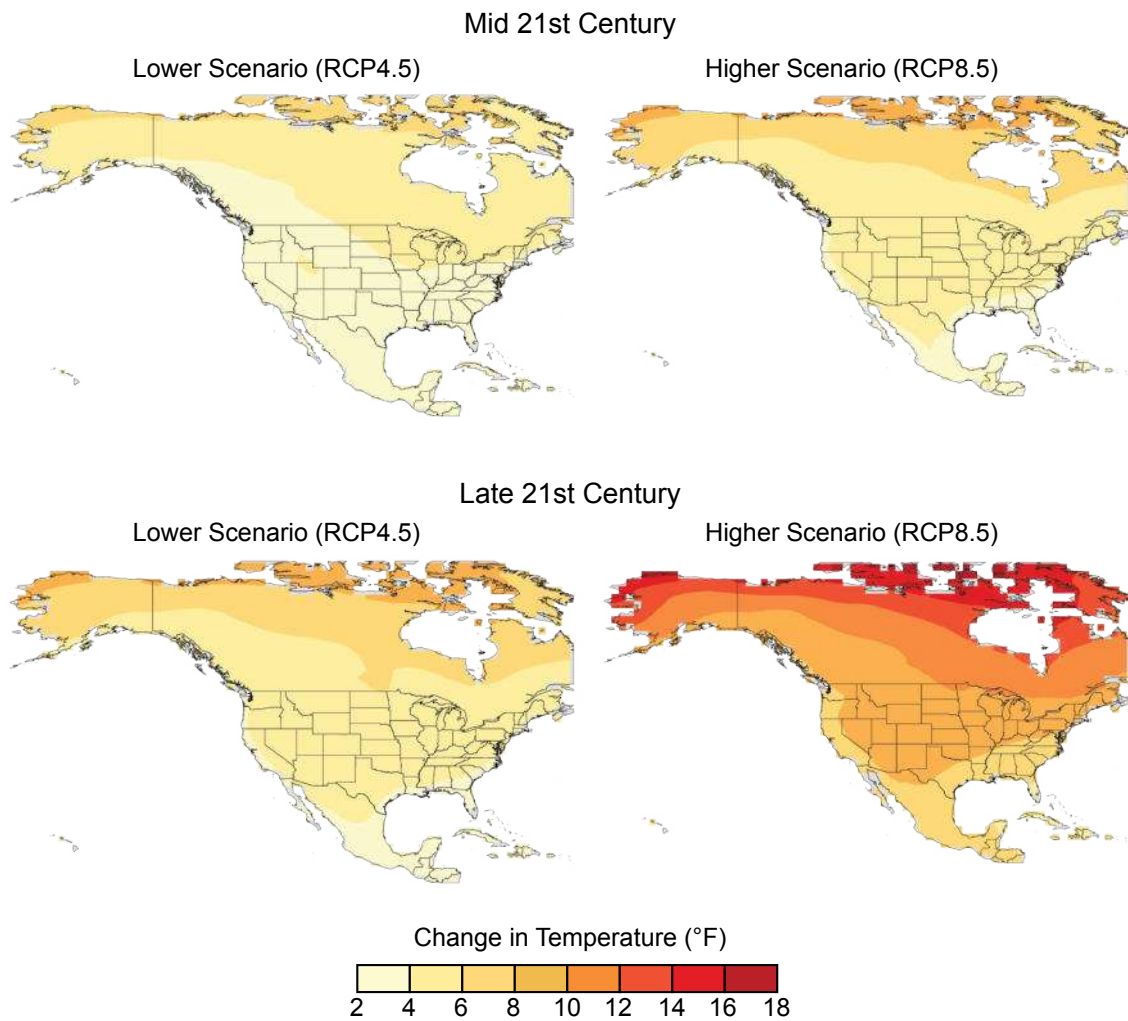 Mid 21st Century
Lower Scenario (RCP4.5)
Higher Scenario (RCP8.5)
Late 21st Century
Lower Scenario (RCP4.5)
Higher Scenario (RCP8.5)
Change in Temperature (°F)
2 4 6 8 10 12 14 16 18